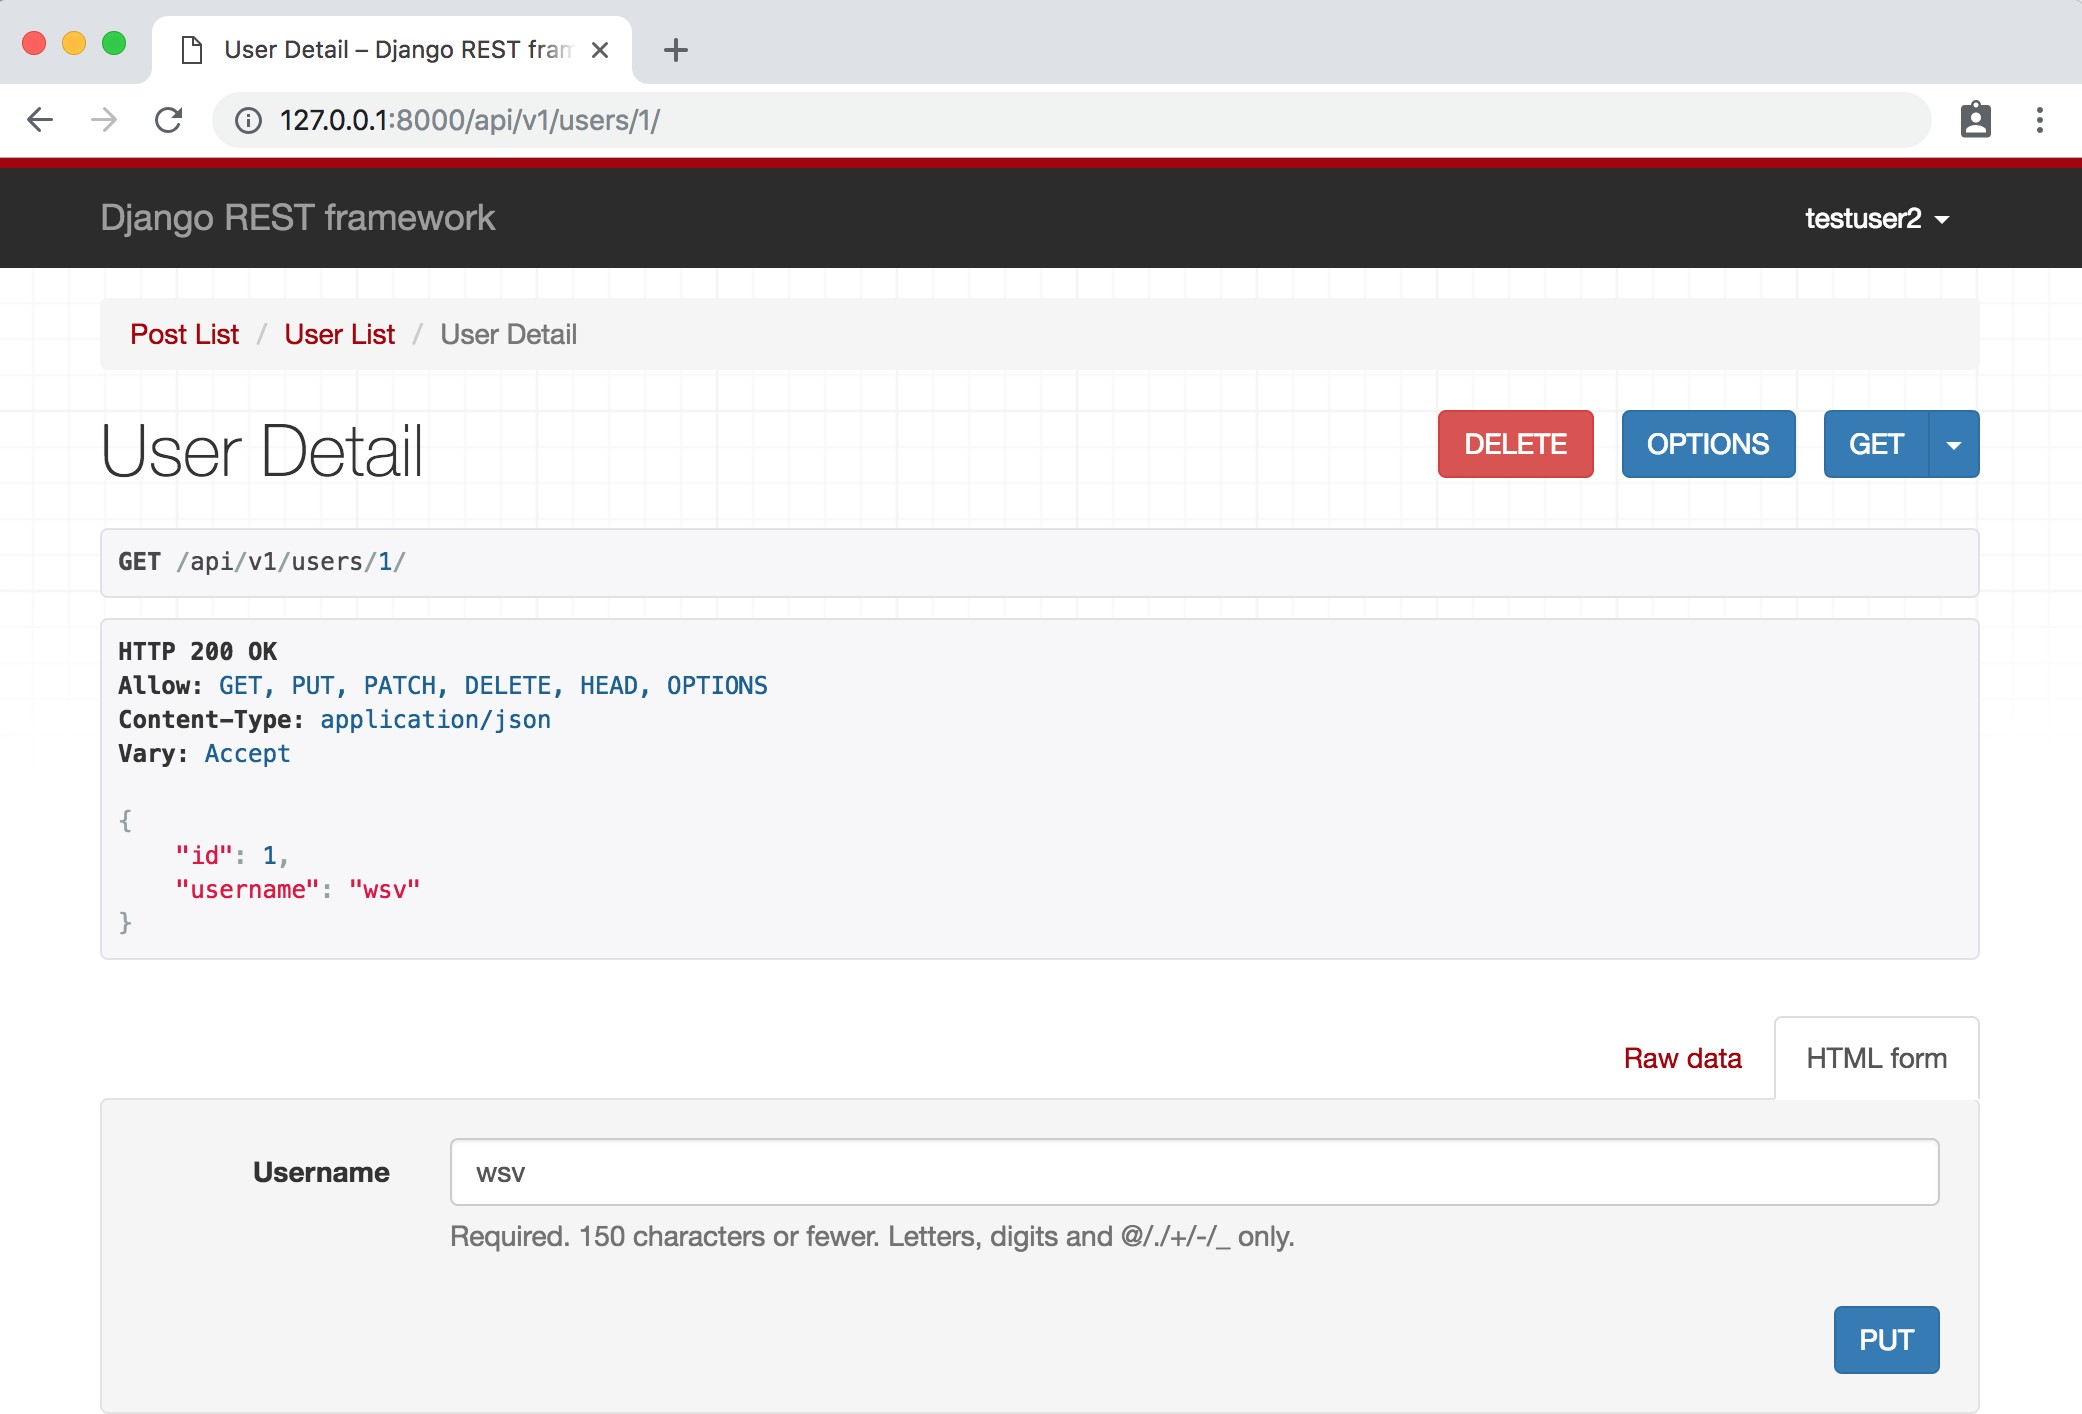 User Detail – Django REST fram
127.0.0.1:8000/api/v1/users/1/
Django REST framework
testuser2
Post List / User List / User Detail
User Detail
DELETE
OPTIONS
GET
GET /api/v1/users/1/
HTTP 200 OK
Allow: GET, PUT, PATCH, DELETE, HEAD, OPTIONS
Content-Type: application/json
Vary: Accept
{
    "id": 1,
    "username": "wsv"
}
Raw data
HTML form
Username
wsv
Required. 150 characters or fewer. Letters, digits and @/./+/-/_ only.
PUT